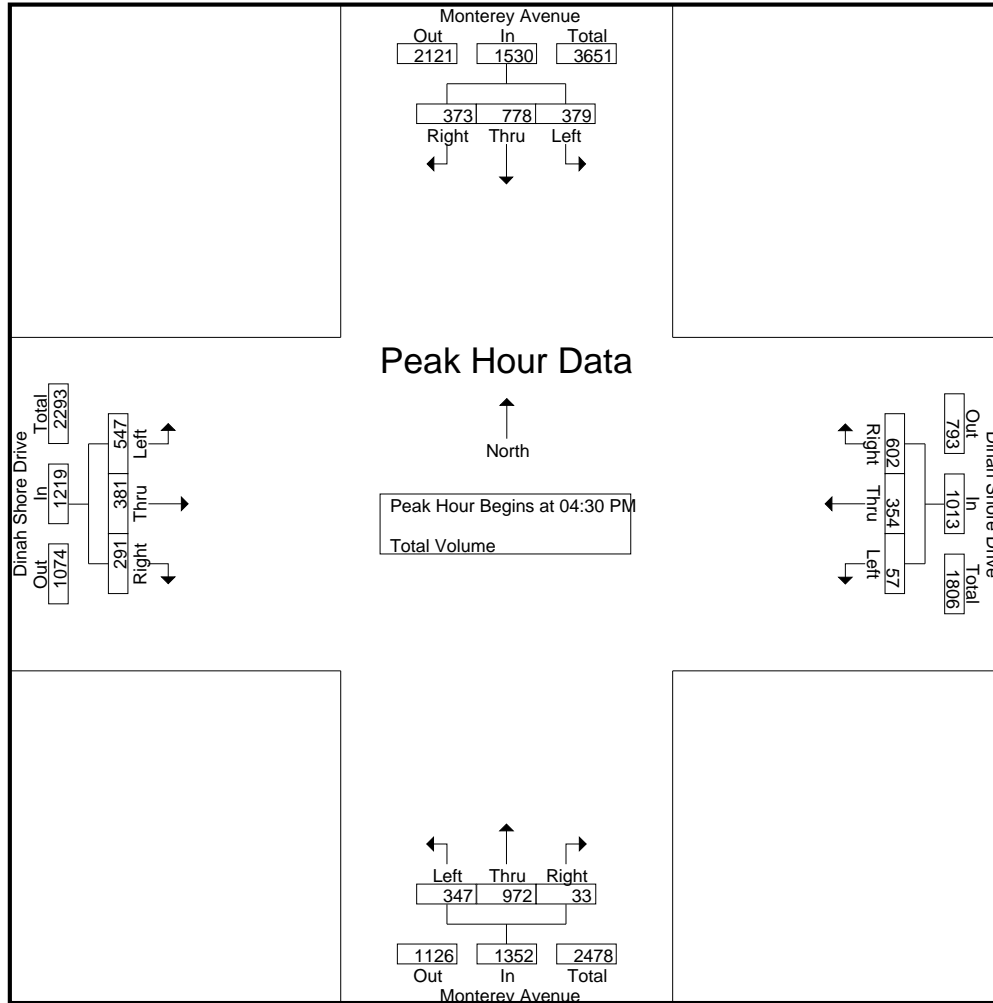 Monterey Avenue
Out In Total
2121 1530 3651
373 778 379
Right Thru Left
Peak Hour Data
North
Peak Hour Begins at 04:30 PM
Total Volume
Dinah Shore Drive
Total In Out
2293 1219 1074
547 381 291
Left Thru Right
Right Thru Left
602 354 57
793 1013 1806
Out In Total
Dinah Shore Drive
Left Thru Right
347 972 33
1126 1352 2478
Out In Total
Monterey Avenue